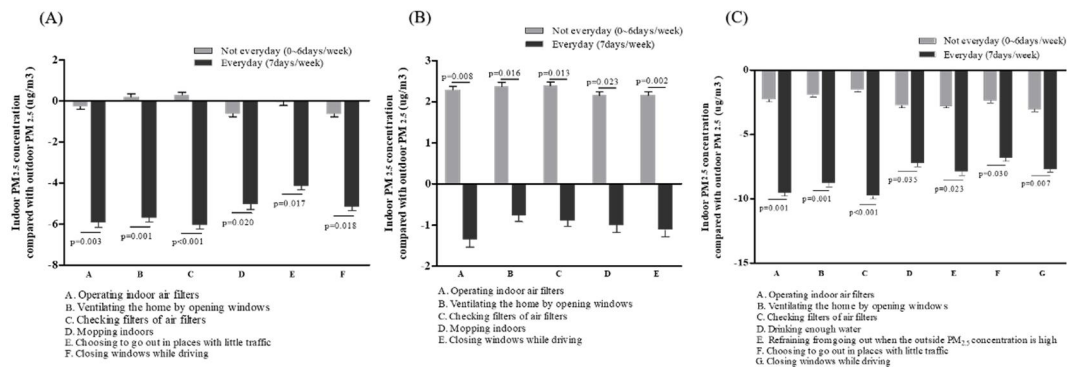 (A)
Not everyday (0~6days/week)
Everyday (7days/week)
Indoor PM2.5 concentration
compared with outdoor PM 2.5 (ug/m3)
2
0
-2
-4
-6
-8
p=0.003
p=0.001
p<0.001
p=0.020
p=0.017
p=0.018
A B C D E F
A. Operating indoor air filters
B. Ventilating the home by opening windows
C. Checking filters of air filters
D. Mopping indoors
E. Choosing to go out in places with little traffic
F. Closing windows while driving
(B)
Not everyday (0~6days/week)
Everyday (7days/week)
Indoor PM2.5 concentration
compared with outdoor PM 2.5 (ug/m3)
3
2
1
0
-1
-2
p=0.008
p=0.016
p=0.013
p=0.023
p=0.002
A B C D E
A. Operating indoor air filters
B. Ventilating the home by opening windows
C. Checking filters of air filters
D. Mopping indoors
E. Closing windows while driving
(C)
Not everyday (0~6days/week)
Everyday (7days/week)
Indoor PM2.5 concentration
compared with outdoor PM 2.5 (ug/m3)
0
-5
-10
-15
p=0.001
p=0.001
p<0.001
p=0.035
p=0.023
p=0.030
p=0.007
A B C D E F G
A. Operating indoor air filters
B. Ventilating the home by opening windows
C. Checking filters of air filters
D. Drinking enough water
E. Refraining from going out when the outside PM2.5 concentration is high
F. Choosing to go out in places with little traffic
G. Closing windows while driving